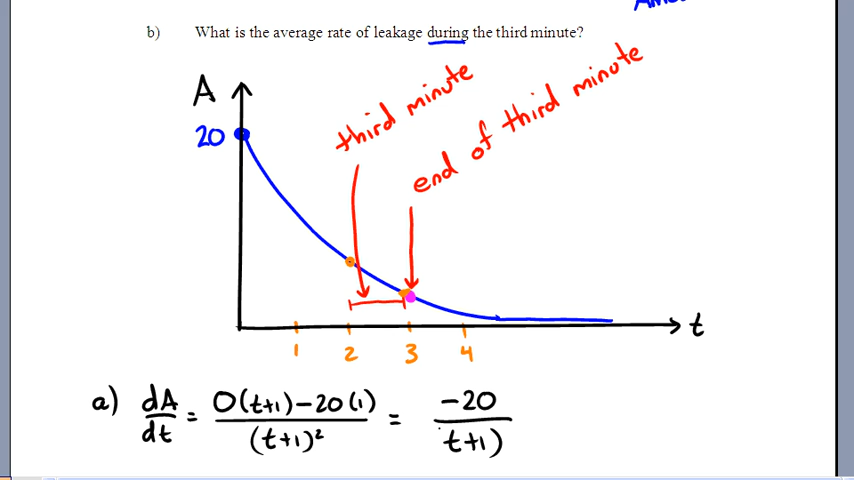 b) What is the average rate of leakage during the third minute?
A
third minute
end of third minute
20
t
1 2 3 4
a) dA/dt = 0(t+1)-20(1)/(t+1)² = -20/t+1)